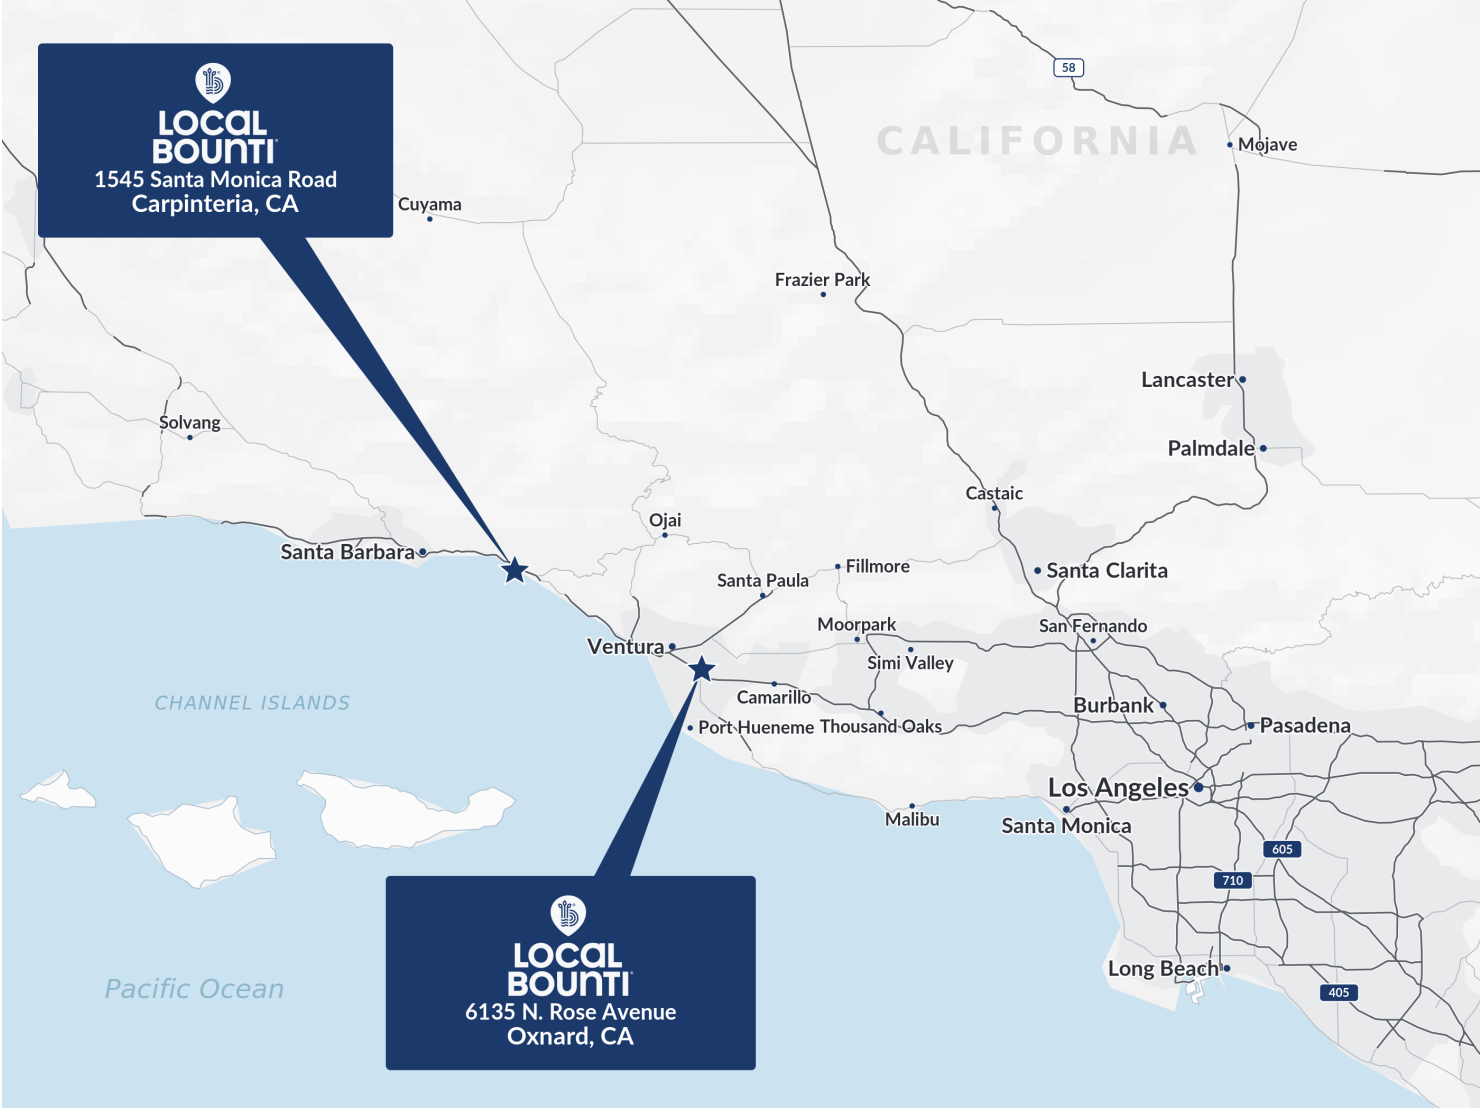 LOCAL
BOUNTI
1545 Santa Monica Road
Carpinteria, CA
58
CALIFORNIA
Mojave
Cuyama
Frazier Park
Lancaster
Solvang
Palmdale
Castaic
Ojai
Santa Barbara
Fillmore
Santa Clarita
Santa Paula
Moorpark
San Fernando
Ventura
Simi Valley
Camarillo
CHANNEL ISLANDS
Burbank
Port Hueneme
Thousand Oaks
Pasadena
Los Angeles
Malibu
Santa Monica
605
710
LOCAL
BOUNTI
6135 N. Rose Avenue
Oxnard, CA
Long Beach
Pacific Ocean
405